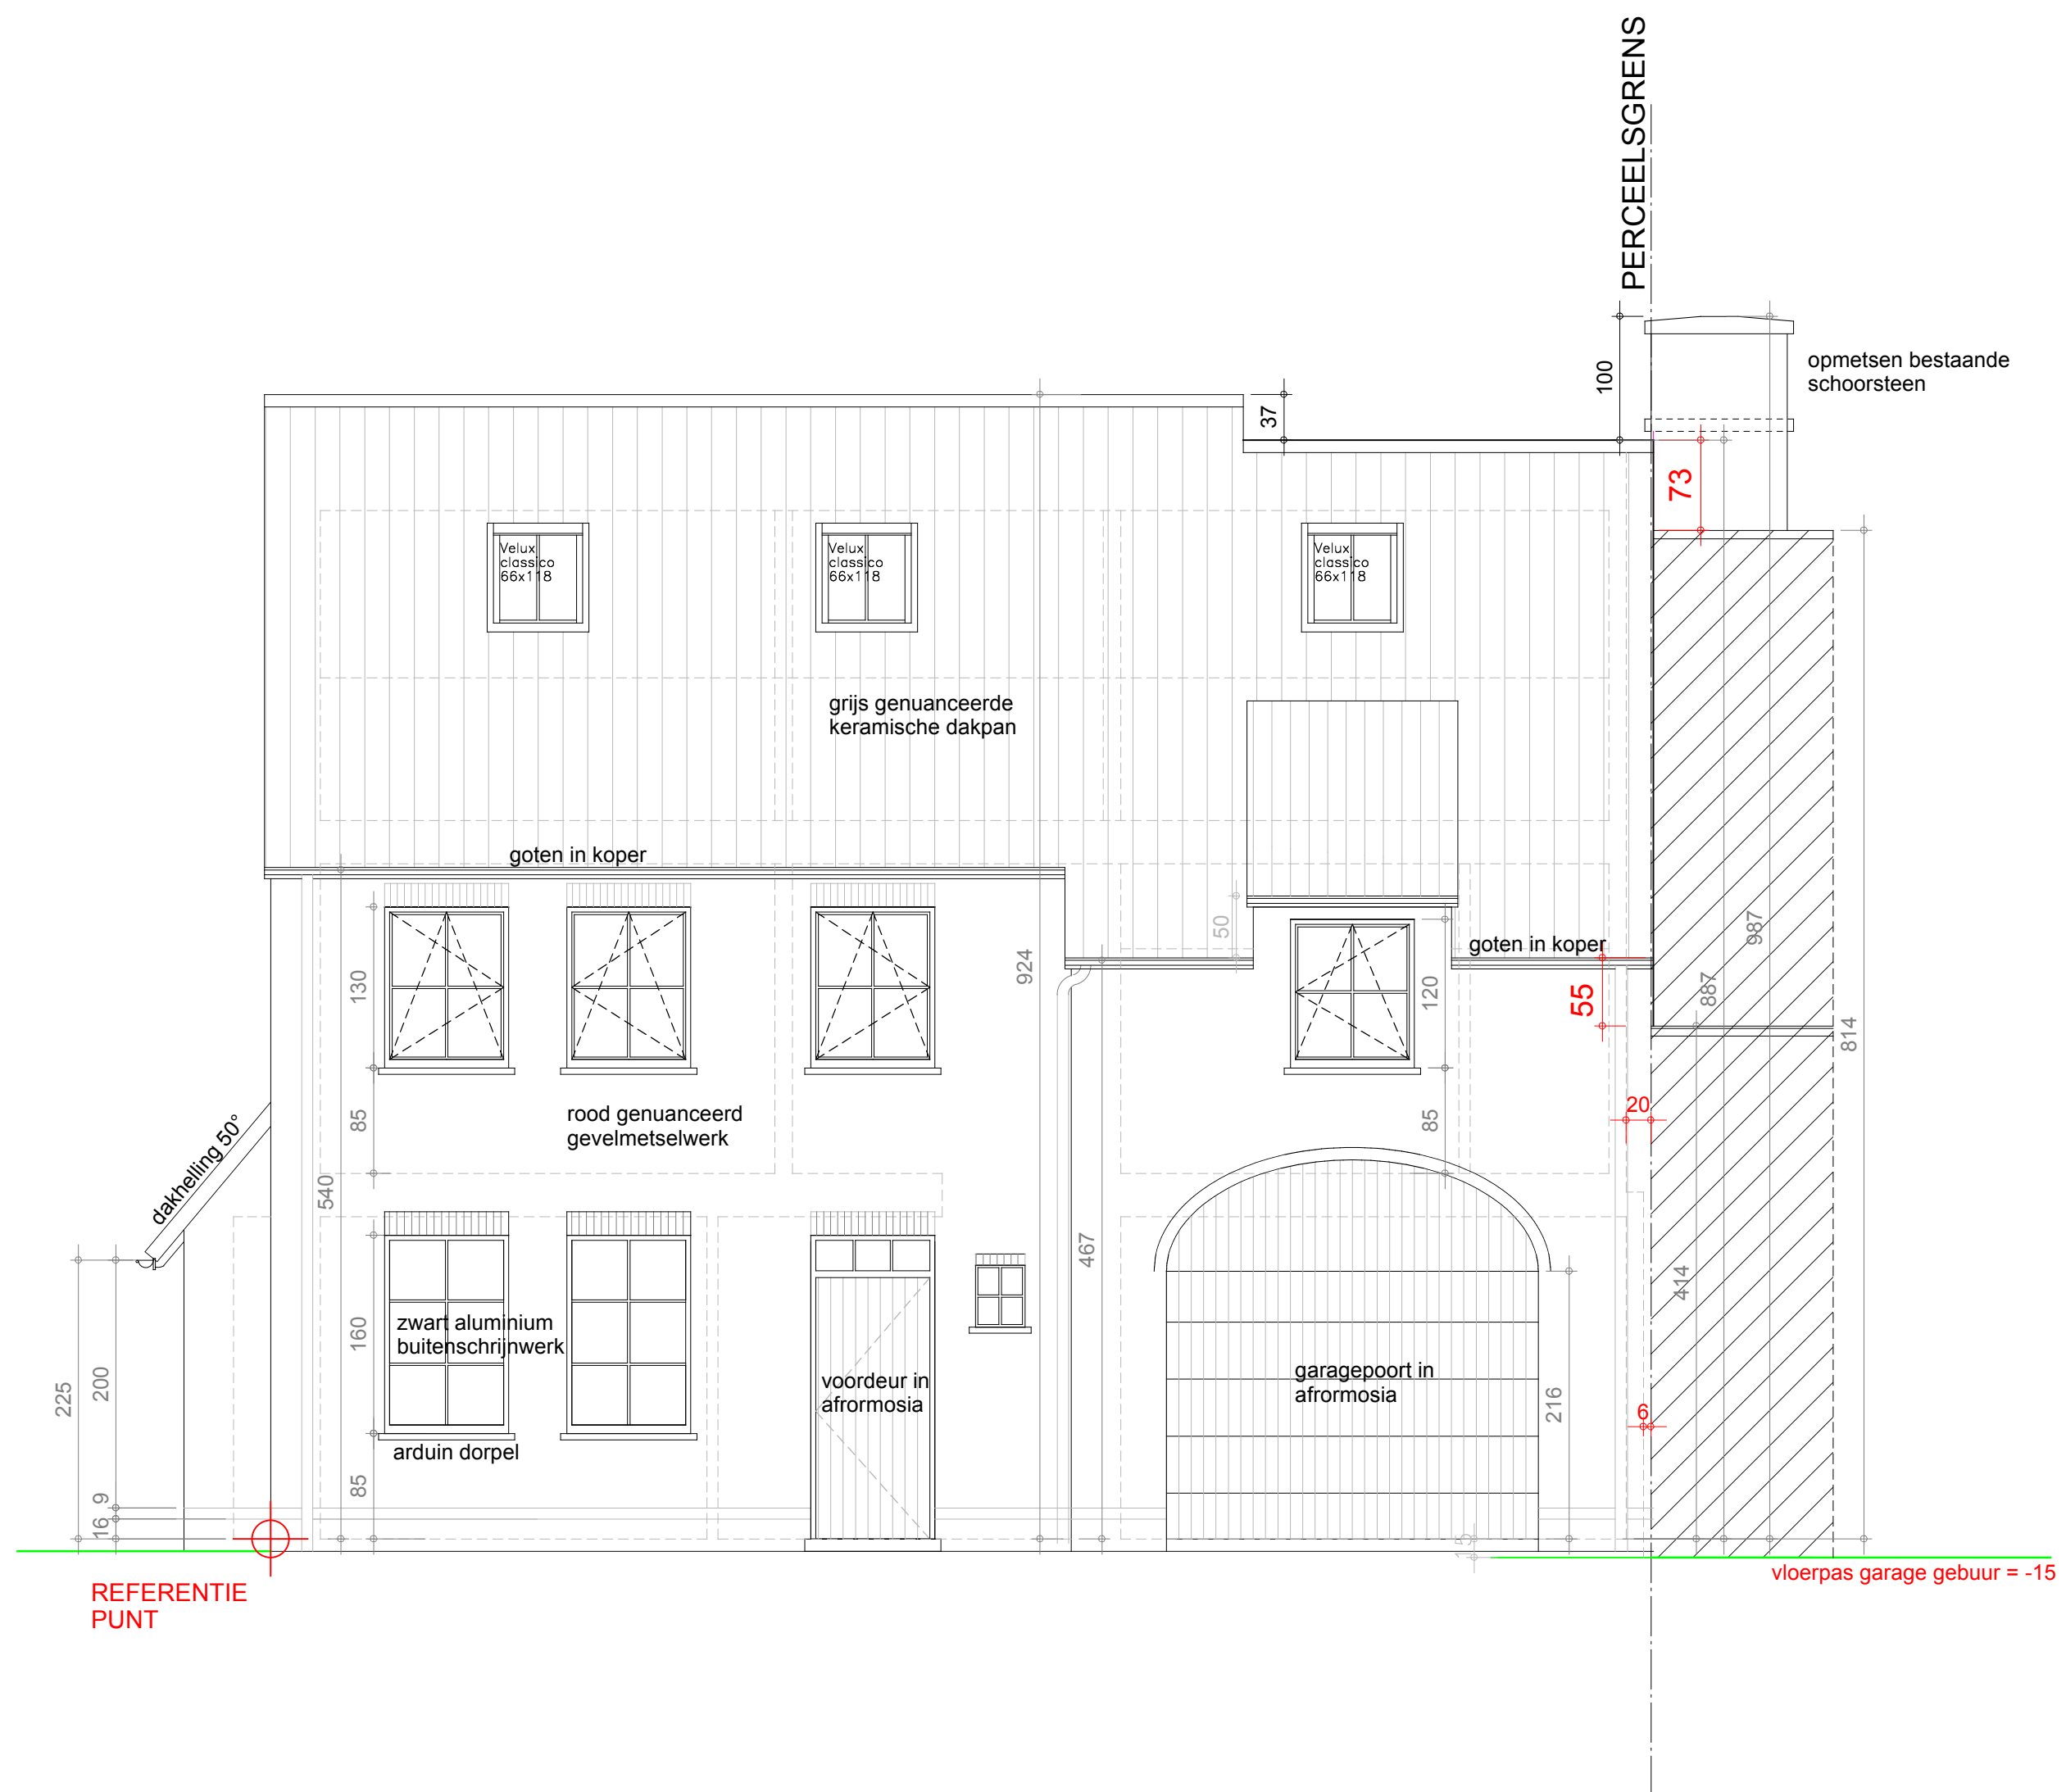 PERCEELSGRENS
100
opmetsen bestaande
schoorsteen
37
73
Velux
classico
66x118
Velux
classico
66x118
Velux
classico
66x118
grijs genuanceerde
keramische dakpan
goten in koper
50
goten in koper
987
924
130
120
55
887
814
20
rood genuanceerd
gevelmetselwerk
85
85
dakhelling 50°
540
467
414
zwart aluminium
buitenschrijnwerk
160
200
225
voordeur in
afrormosia
garagepoort in
afrormosia
216
6
arduin dorpel
85
9
16
15
vloerpas garage gebuur = -15
REFERENTIE
PUNT